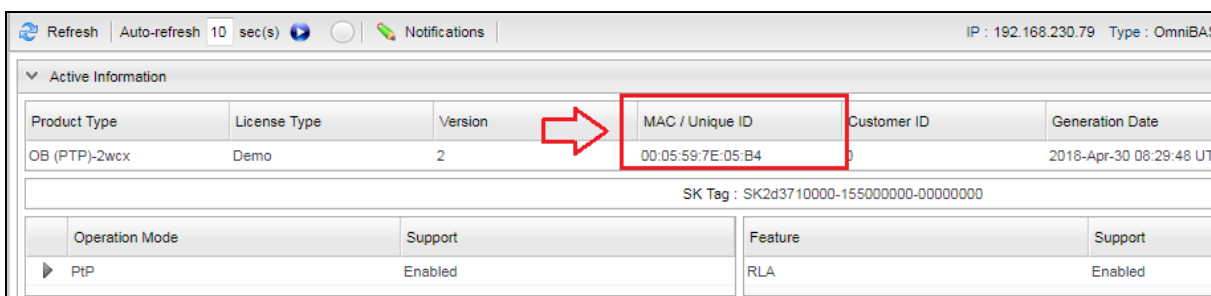 Refresh Auto-refresh 10 sec(s) Notifications IP : 192.168.230.79 Type : OmniBAS
Active Information
Product Type License Type Version MAC / Unique ID Customer ID Generation Date
OB (PTP)-2wcx Demo 2 00:05:59:7E:05:B4 0 2018-Apr-30 08:29:48 UT
SK Tag : SK2d3710000-155000000-00000000
Operation Mode Support Feature Support
PtP Enabled RLA Enabled